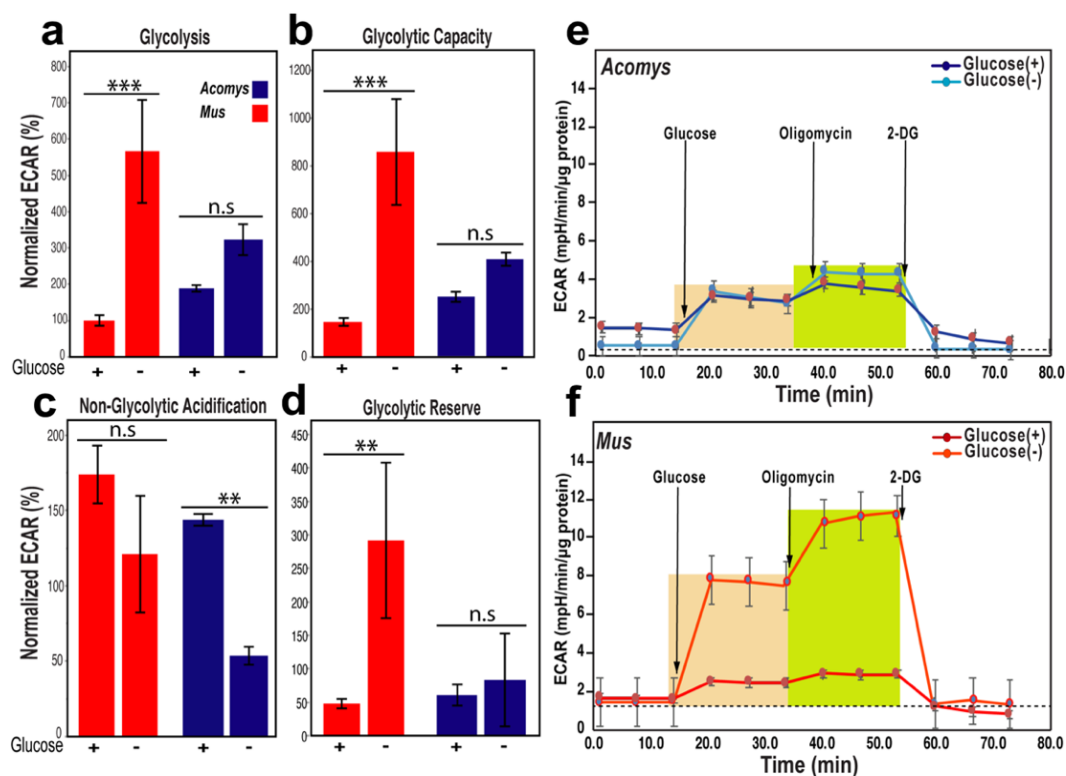 a
Glycolysis
Normalized ECAR (%)
800
700
600
500
400
300
200
100
0
***
n.s
Acomys
Mus
Glucose
+
-
+
-
b
Glycolytic Capacity
1200
1000
800
600
400
200
0
***
n.s
+
-
+
-
c
Non-Glycolytic Acidification
Normalized ECAR (%)
200
150
100
50
0
n.s
**
Glucose
+
-
+
-
d
Glycolytic Reserve
450
400
350
300
250
200
150
100
50
0
**
n.s
+
-
+
-
e
Acomys
Glucose(+)
Glucose(-)
Glucose
Oligomycin
2-DG
ECAR (mpH/min/µg protein)
14
12
10
8
6
4
2
0
0.0 10.0 20.0 30.0 40.0 50.0 60.0 70.0 80.0
Time (min)
f
Mus
Glucose(+)
Glucose(-)
Glucose
Oligomycin
2-DG
ECAR (mpH/min/µg protein)
14
12
10
8
6
4
2
0
0.0 10.0 20.0 30.0 40.0 50.0 60.0 70.0 80.0
Time (min)